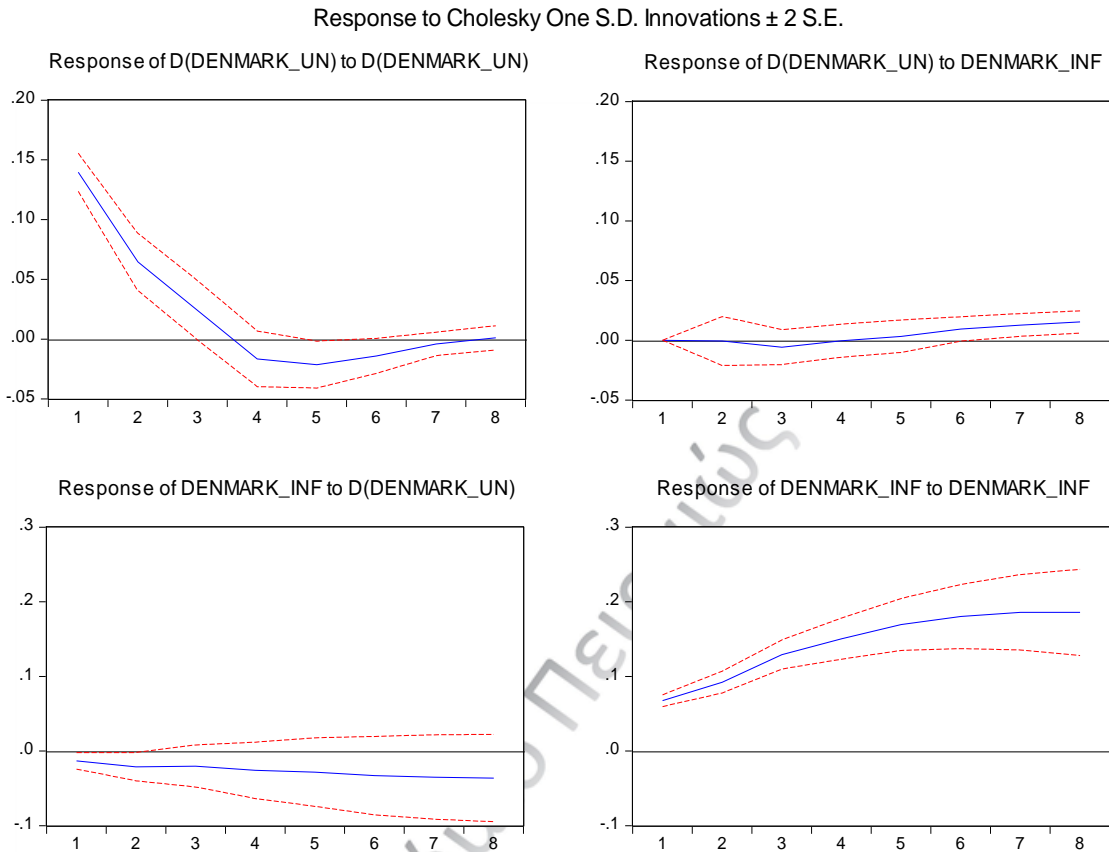 Response to Cholesky One S.D. Innovations ± 2 S.E.
Response of D(DENMARK_UN) to D(DENMARK_UN)
.20
.15
.10
.05
.00
-.05
1 2 3 4 5 6 7 8
Response of D(DENMARK_UN) to DENMARK_INF
.20
.15
.10
.05
.00
-.05
1 2 3 4 5 6 7 8
Response of DENMARK_INF to D(DENMARK_UN)
.3
.2
.1
.0
-.1
1 2 3 4 5 6 7 8
Response of DENMARK_INF to DENMARK_INF
.3
.2
.1
.0
-.1
1 2 3 4 5 6 7 8